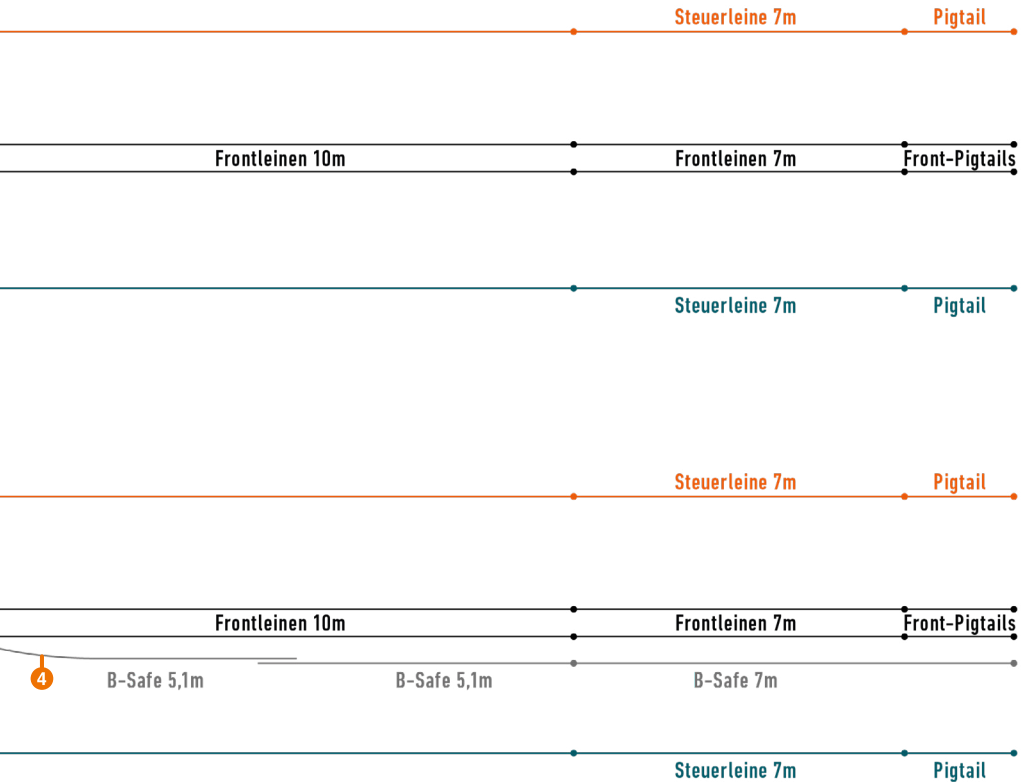 Steuerleine 7m Pigtail
Frontleinen 10m Frontleinen 7m Front-Pigtails
Steuerleine 7m Pigtail
Steuerleine 7m Pigtail
Frontleinen 10m Frontleinen 7m Front-Pigtails
4 B-Safe 5,1m B-Safe 5,1m B-Safe 7m
Steuerleine 7m Pigtail